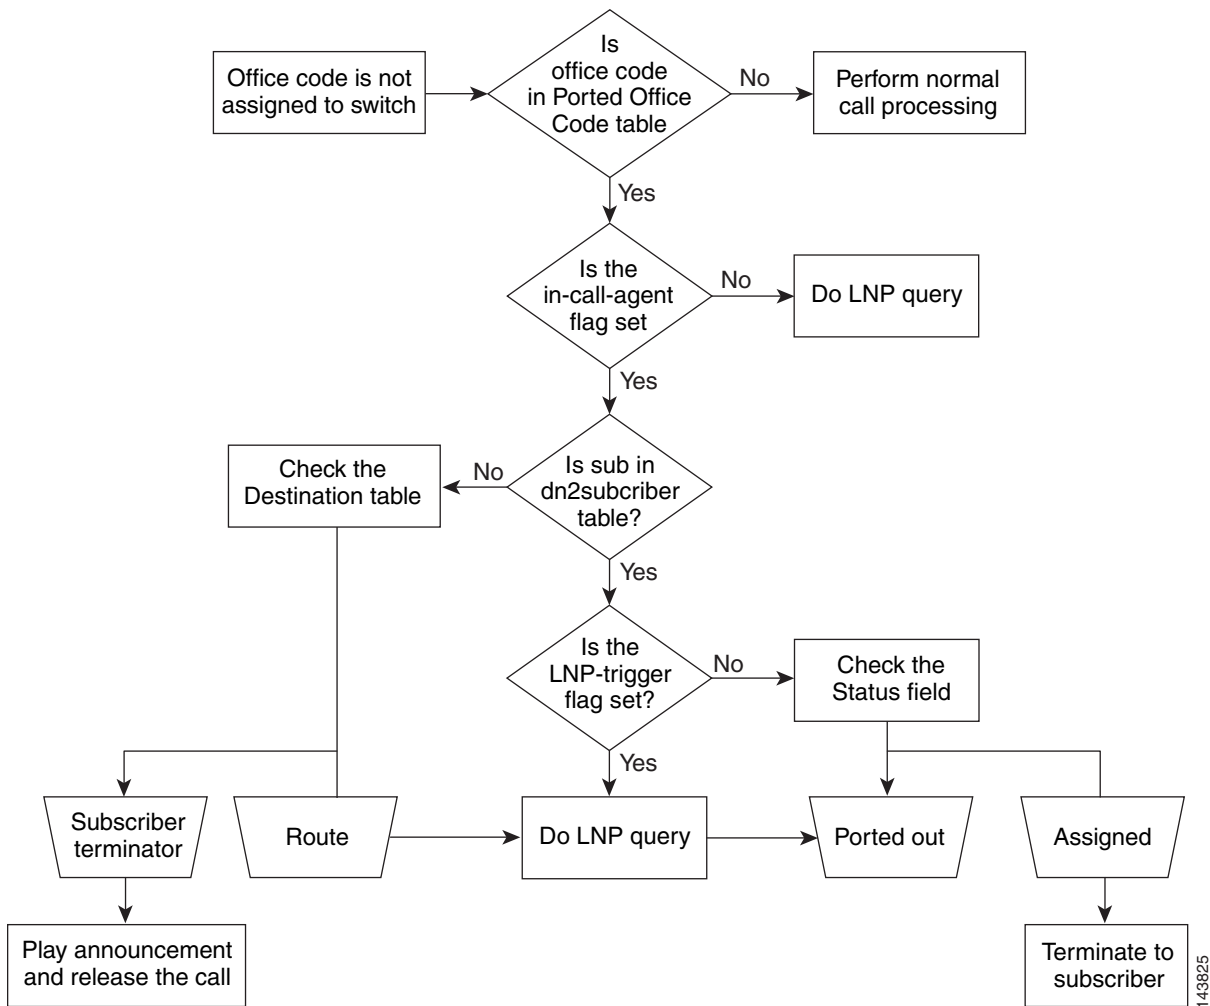 Office code is not
assigned to switch
Is
office code
in Ported Office
Code table
No
Perform normal
call processing
Yes
Is the
in-call-agent
flag set
No
Do LNP query
Yes
Check the
Destination table
No
Is sub in
dn2subcriber
table?
Yes
Is the
LNP-trigger
flag set?
No
Check the
Status field
Yes
Subscriber
terminator
Route
Do LNP query
Ported out
Assigned
Play announcement
and release the call
Terminate to
subscriber
143825